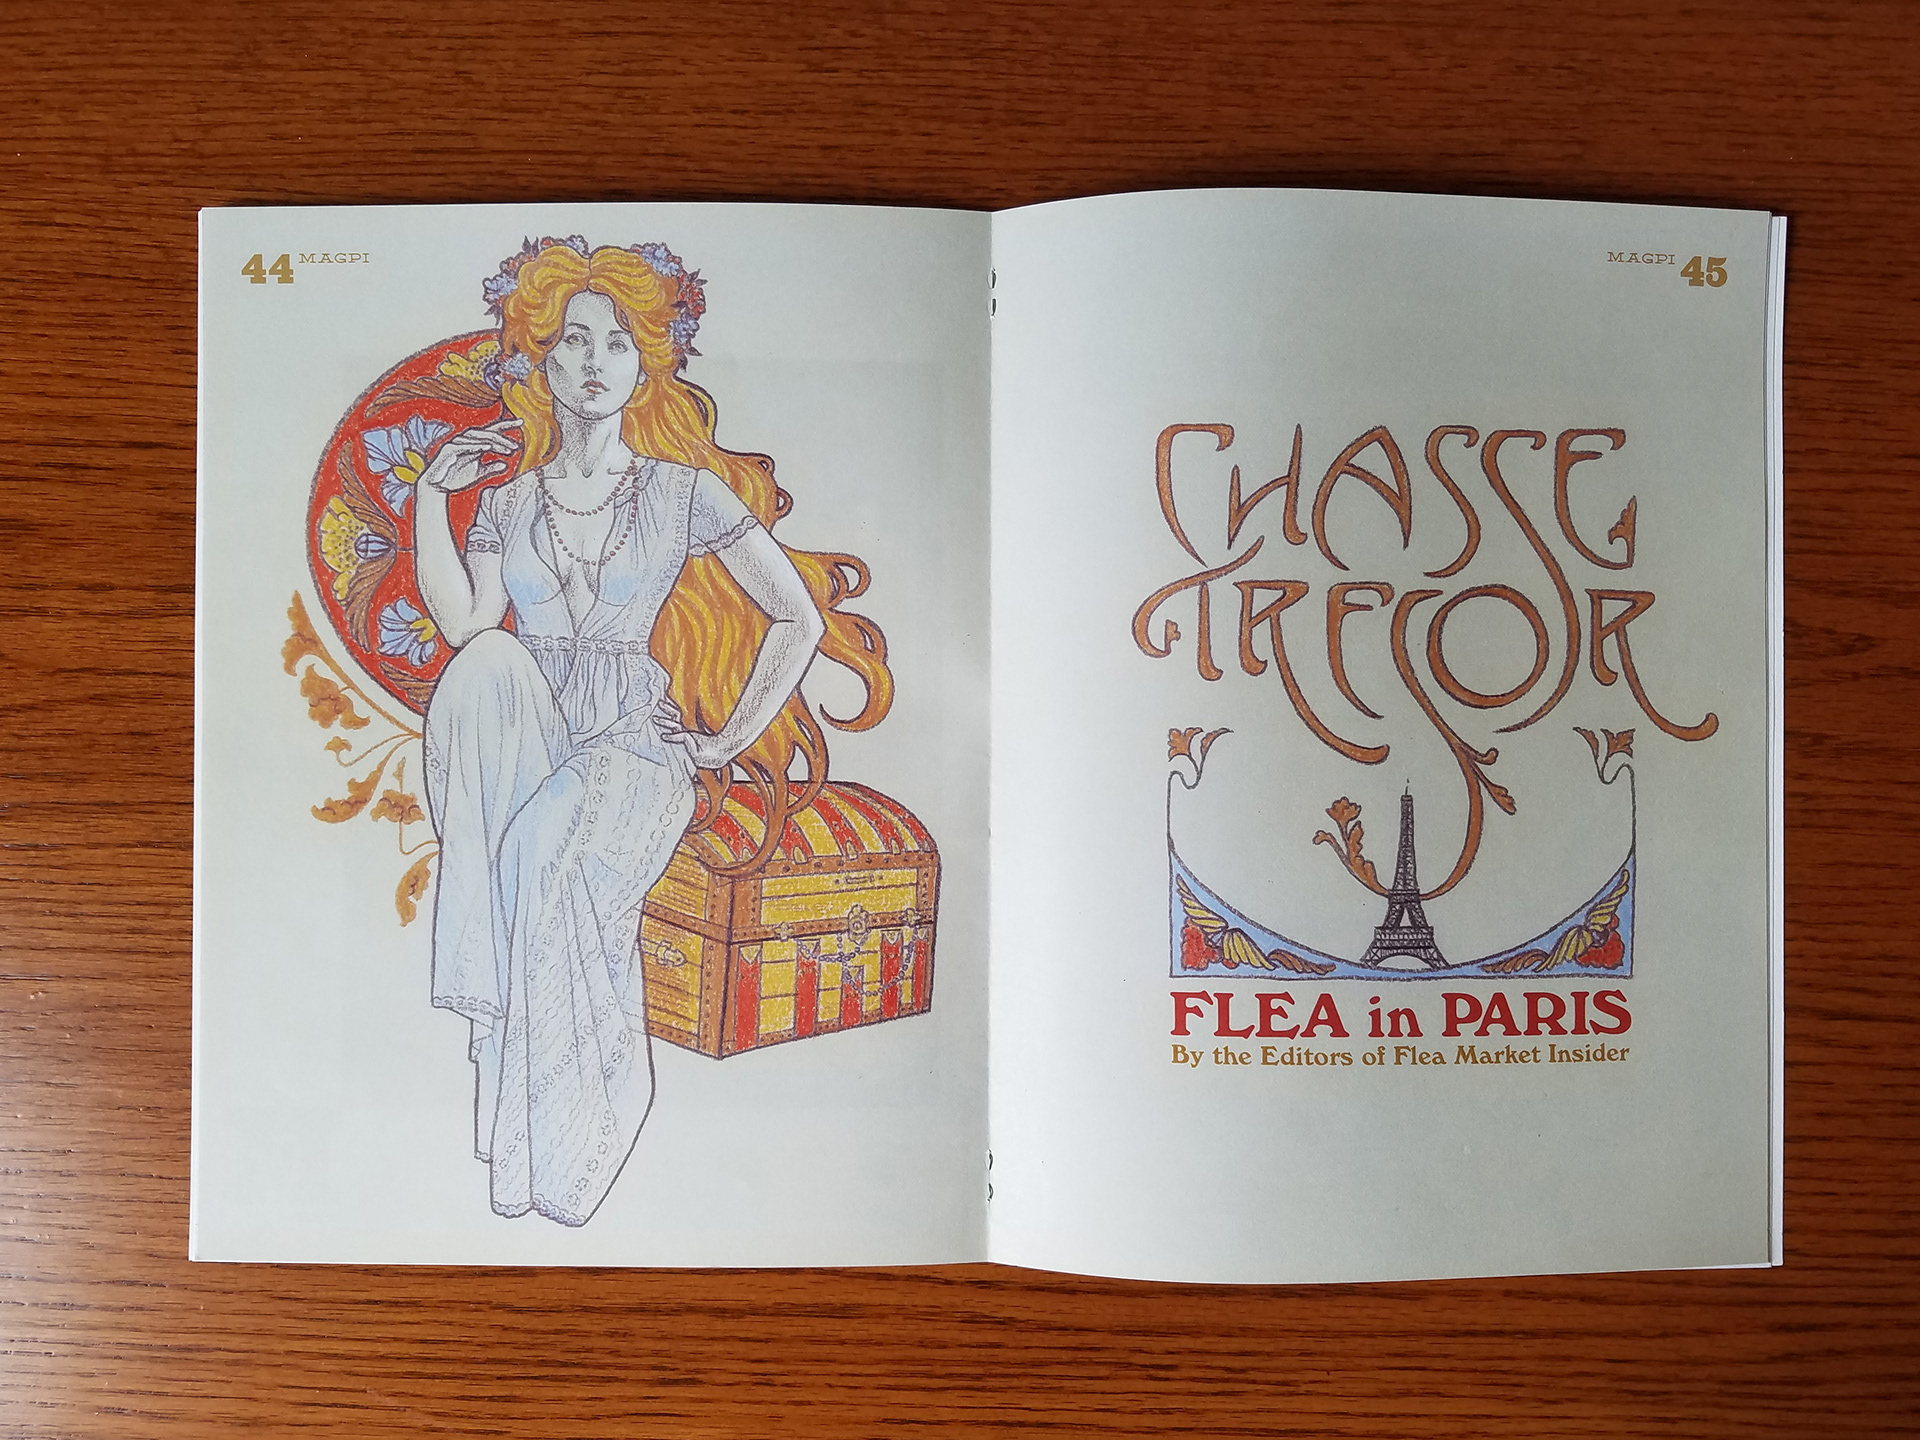 44 MAGPI
MAGPI 45
CHASSE
TRESOR
FLEA in PARIS
By the Editors of Flea Market Insider